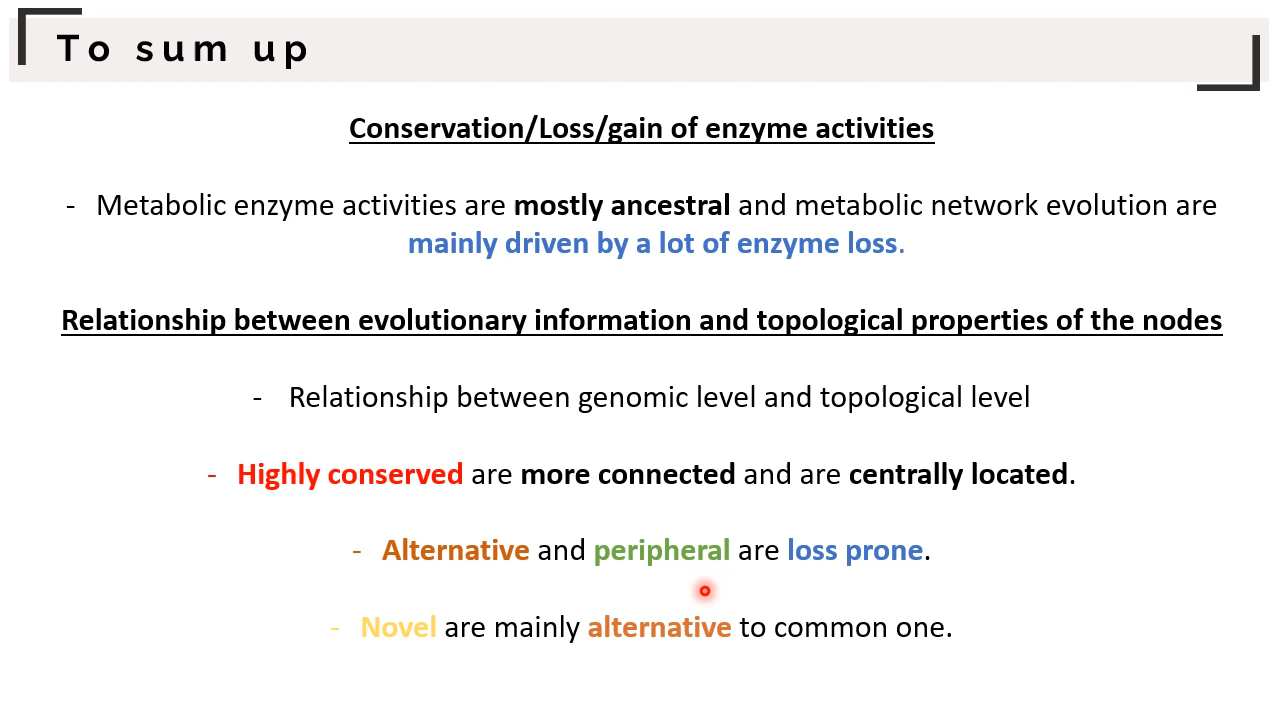 To sum up
Conservation/Loss/gain of enzyme activities
- Metabolic enzyme activities are mostly ancestral and metabolic network evolution are
mainly driven by a lot of enzyme loss.
Relationship between evolutionary information and topological properties of the nodes
- Relationship between genomic level and topological level
- Highly conserved are more connected and are centrally located.
- Alternative and peripheral are loss prone.
- Novel are mainly alternative to common one.